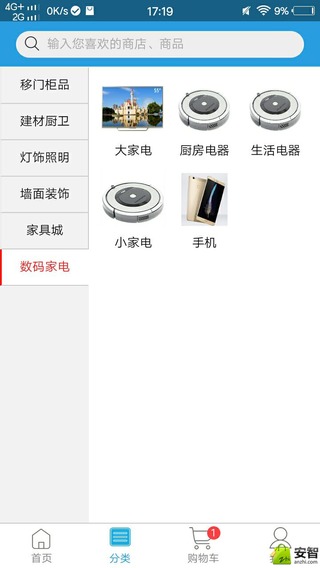 4G+ 2G 0K/s 17:19 9%
输入您喜欢的商店、商品
移门柜品
建材厨卫
灯饰照明
墙面装饰
家具城
数码家电
55"
大家电
厨房电器
生活电器
小家电
手机
首页
分类
1
购物车
安智
anzhi.com